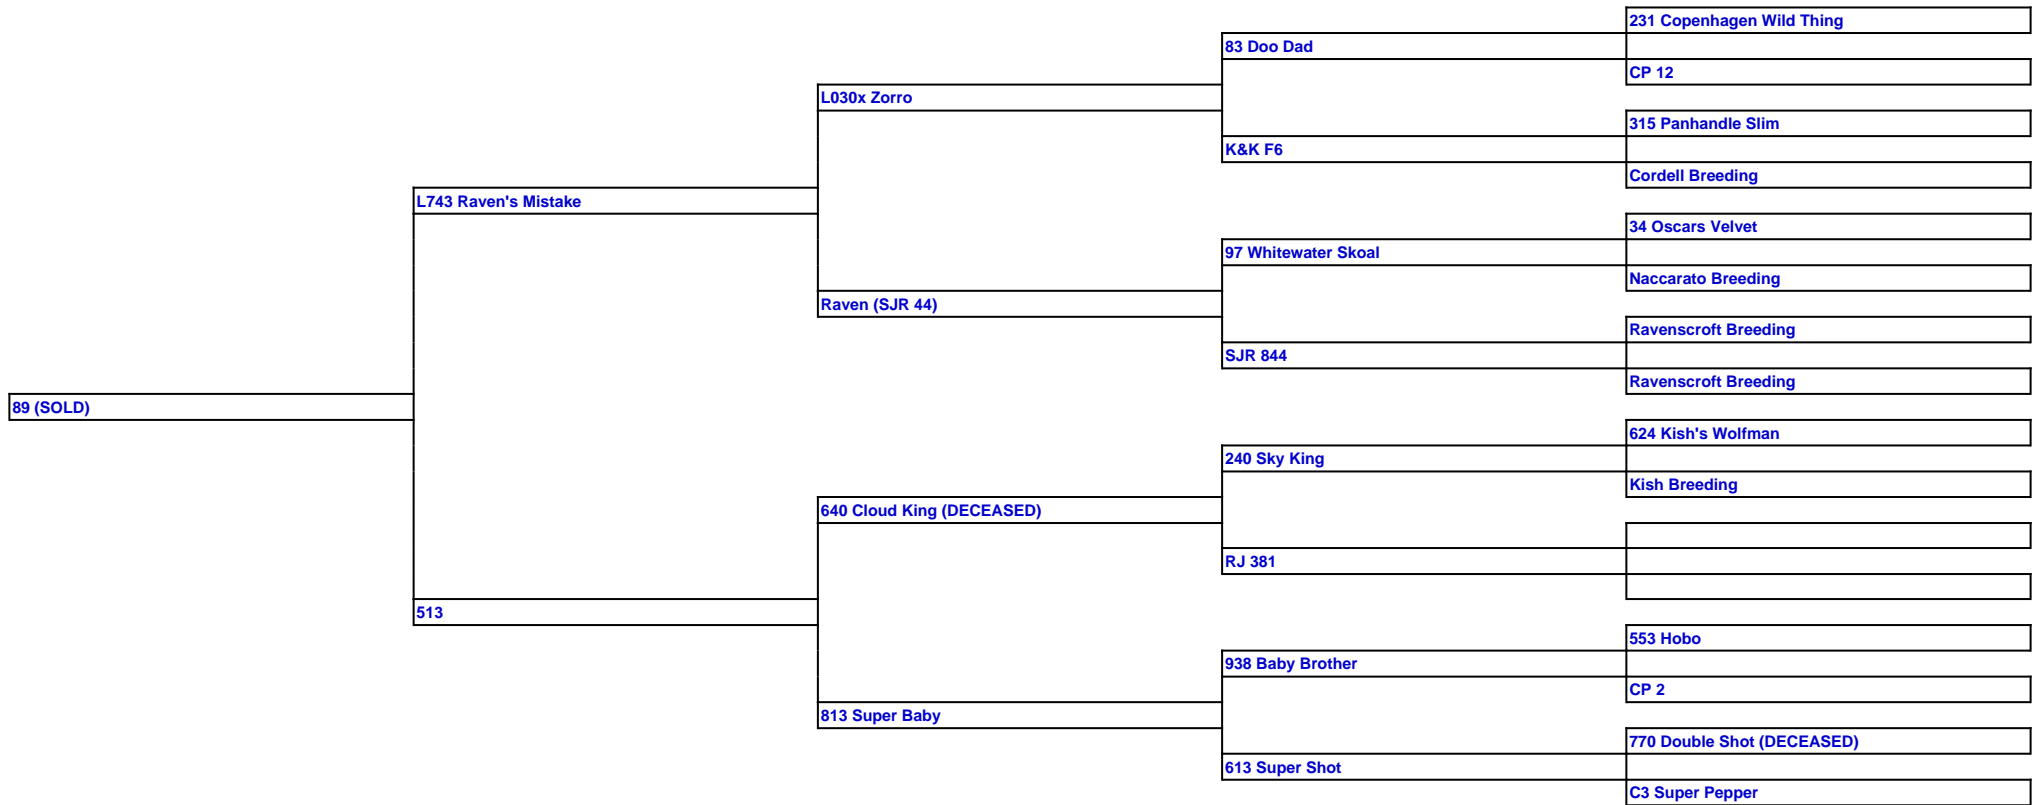 231 Copenhagen Wild Thing
83 Doo Dad
CP 12
L030x Zorro
315 Panhandle Slim
K&K F6
Cordell Breeding
L743 Raven's Mistake
34 Oscars Velvet
97 Whitewater Skoal
Naccarato Breeding
Raven (SJR 44)
Ravenscroft Breeding
SJR 844
Ravenscroft Breeding
89 (SOLD)
624 Kish's Wolfman
240 Sky King
Kish Breeding
640 Cloud King (DECEASED)
RJ 381
513
553 Hobo
938 Baby Brother
CP 2
813 Super Baby
770 Double Shot (DECEASED)
613 Super Shot
C3 Super Pepper